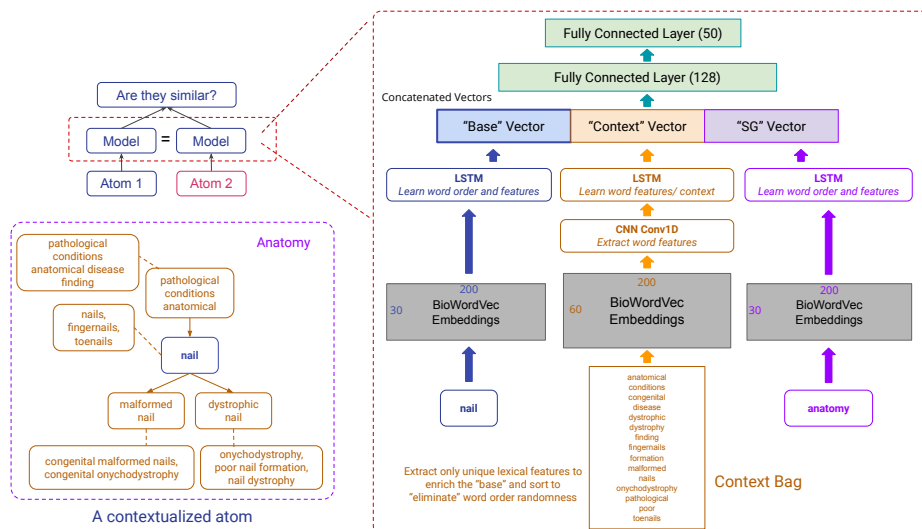 Are they similar?
Model
=
Model
Atom 1
Atom 2
Anatomy
pathological
conditions
anatomical disease
finding
pathological
conditions
anatomical
nails,
fingernails,
toenails
nail
malformed
nail
dystrophic
nail
congenital malformed nails,
congenital onychodystrophy
onychodystrophy,
poor nail formation,
nail dystrophy
A contextualized atom
Fully Connected Layer (50)
Fully Connected Layer (128)
Concatenated Vectors
“Base” Vector
“Context” Vector
“SG” Vector
LSTM
Learn word order and features
LSTM
Learn word features/ context
LSTM
Learn word order and features
CNN Conv1D
Extract word features
200
30
BioWordVec
Embeddings
200
60
BioWordVec
Embeddings
200
30
BioWordVec
Embeddings
nail
anatomical
conditions
congenital
disease
dystrophic
dystrophy
finding
fingernails
formation
malformed
nails
onychodystrophy
pathological
poor
toenails
anatomy
Extract only unique lexical features to
enrich the “base” and sort to
“eliminate” word order randomness
Context Bag